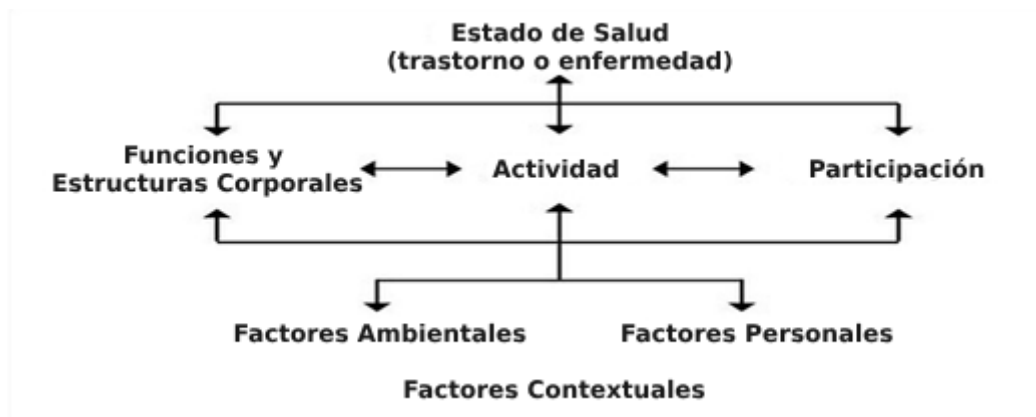 Estado de Salud
(trastorno o enfermedad)
Funciones y
Estructuras Corporales
Actividad
Participación
Factores Ambientales
Factores Personales
Factores Contextuales